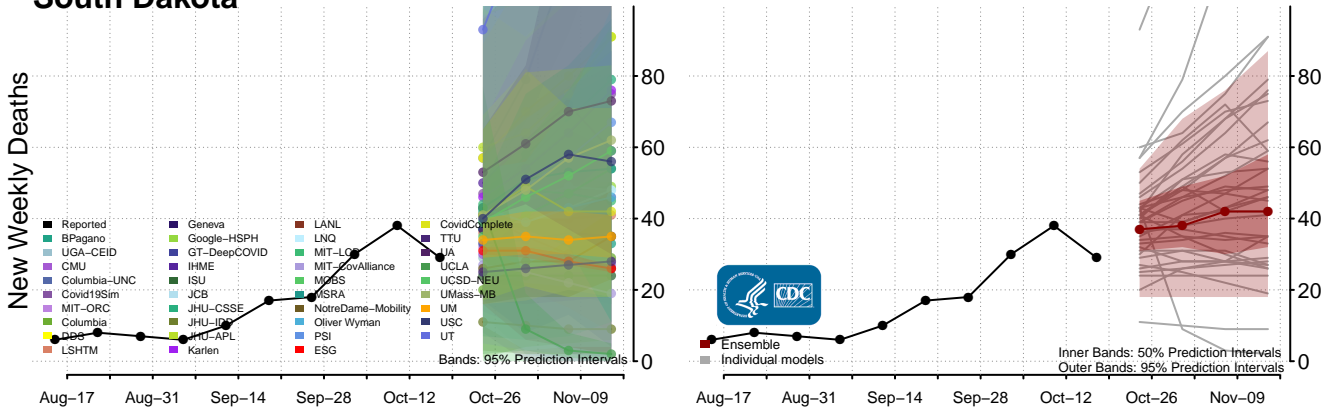 South Dakota
New Weekly Deaths
Reported
BPagano
UGA−CEID
CMU
Columbia−UNC
Covid19Sim
MIT−ORC
Columbia
DDS
LSHTM
Geneva
Google−HSPH
GT−DeepCOVID
IHME
ISU
JCB
JHU−CSSE
JHU−IDD
JHU−APL
Karlen
LANL
LNQ
MIT−LCP
MIT−CovAlliance
MOBS
MSRA
NotreDame−Mobility
Oliver Wyman
PSI
ESG
CovidComplete
TTU
UA
UCLA
UCSD−NEU
UMass−MB
UM
USC
UT
Bands: 95% Prediction Intervals
80
60
40
20
0
Aug−17 Aug−31 Sep−14 Sep−28 Oct−12 Oct−26 Nov−09
CDC
Ensemble
Individual models
Inner Bands: 50% Prediction Intervals
Outer Bands: 95% Prediction Intervals
80
60
40
20
0
Aug−17 Aug−31 Sep−14 Sep−28 Oct−12 Oct−26 Nov−09